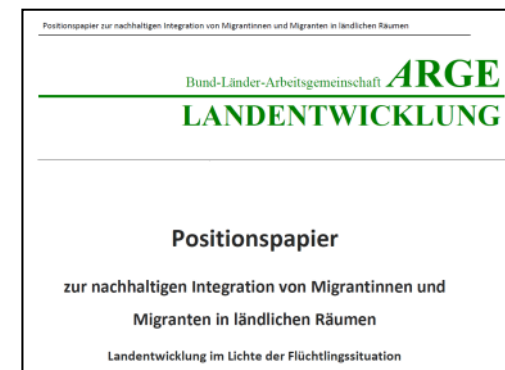 Positionspapier zur nachhaltigen Integration von Migrantinnen und Migranten in ländlichen Räumen
Bund-Länder-Arbeitsgemeinschaft ARGE
LANDENTWICKLUNG
Positionspapier
zur nachhaltigen Integration von Migrantinnen und
Migranten in ländlichen Räumen
Landentwicklung im Lichte der Flüchtlingssituation